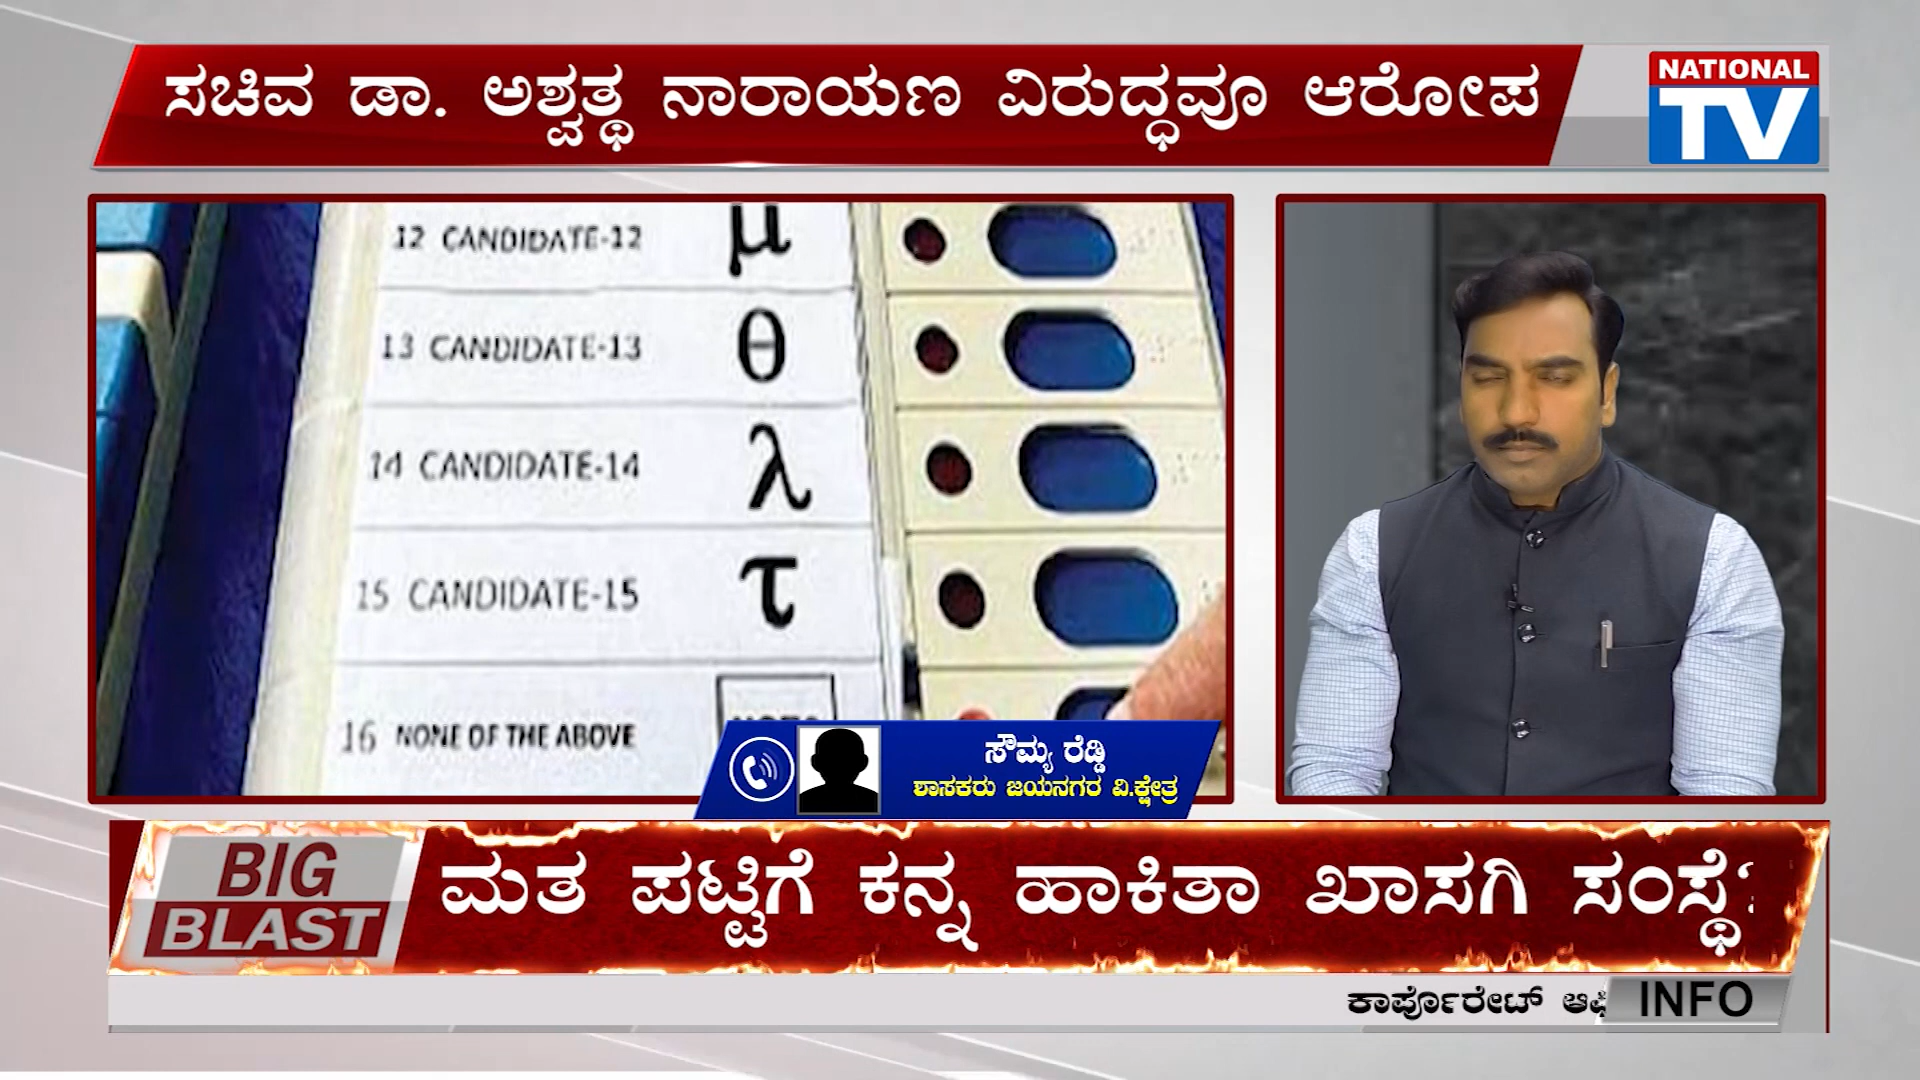 ಸಚಿವ ಡಾ. ಅಶ್ವತ್ಥ ನಾರಾಯಣ ವಿರುದ್ಧವೂ ಆರೋಪ
NATIONAL
TV
12 CANDIDATE-12 μ
13 CANDIDATE-13 θ
14 CANDIDATE-14 λ
15 CANDIDATE-15 τ
16 NONE OF THE ABOVE
ಸೌಮ್ಯ ರೆಡ್ಡಿ
ಶಾಸಕರು ಜಯನಗರ ವಿ.ಕ್ಷೇತ್ರ
BIG
BLAST
ಮತ ಪಟ್ಟಿಗೆ ಕನ್ನ ಹಾಕಿತಾ ಖಾಸಗಿ ಸಂಸ್ಥೆ?
ಕಾರ್ಪೊರೇಟ್
INFO